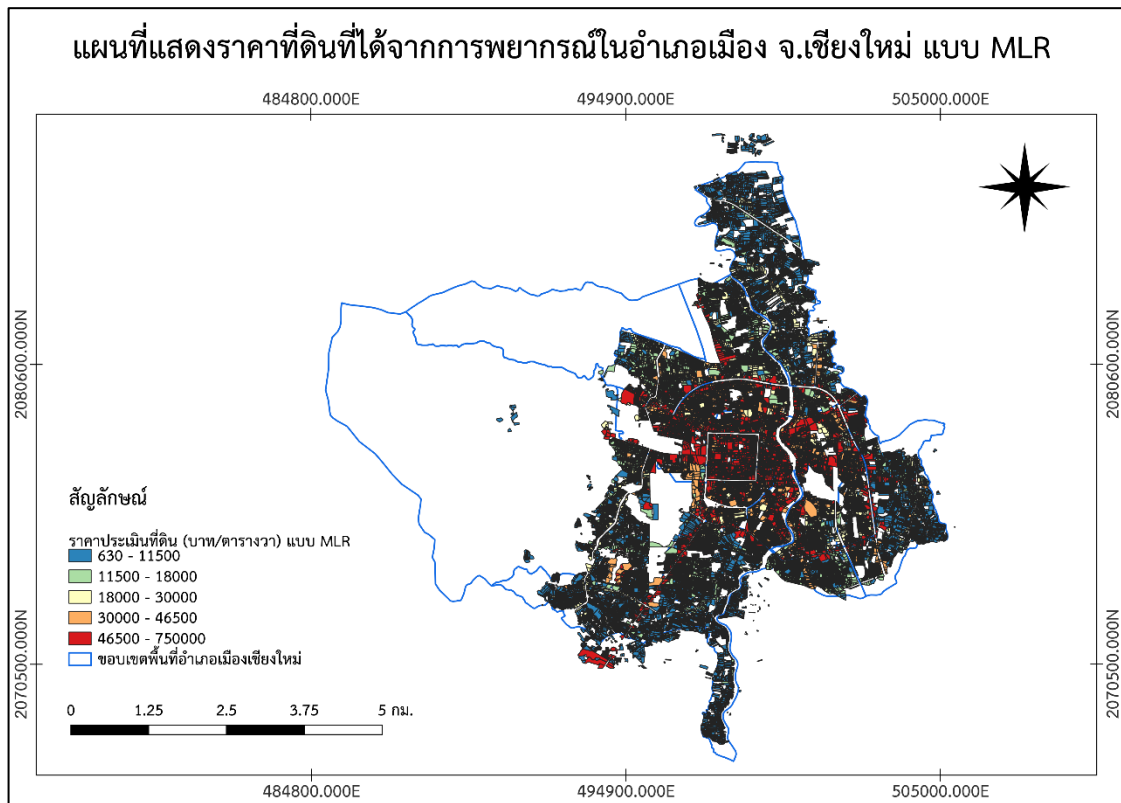 แผนที่แสดงราคาที่ดินที่ได้จากการพยากรณ์ในอำเภอเมือง จ.เชียงใหม่ แบบ MLR
484800.000E
494900.000E
505000.000E
2080600.000N
2080600.000N
สัญลักษณ์
ราคาประเมินที่ดิน (บาท/ตารางวา) แบบ MLR
630 - 11500
11500 - 18000
18000 - 30000
30000 - 46500
46500 - 750000
ขอบเขตพื้นที่อำเภอเมืองเชียงใหม่
2070500.000N
2070500.000N
0 1.25 2.5 3.75 5 กม.
484800.000E
494900.000E
505000.000E